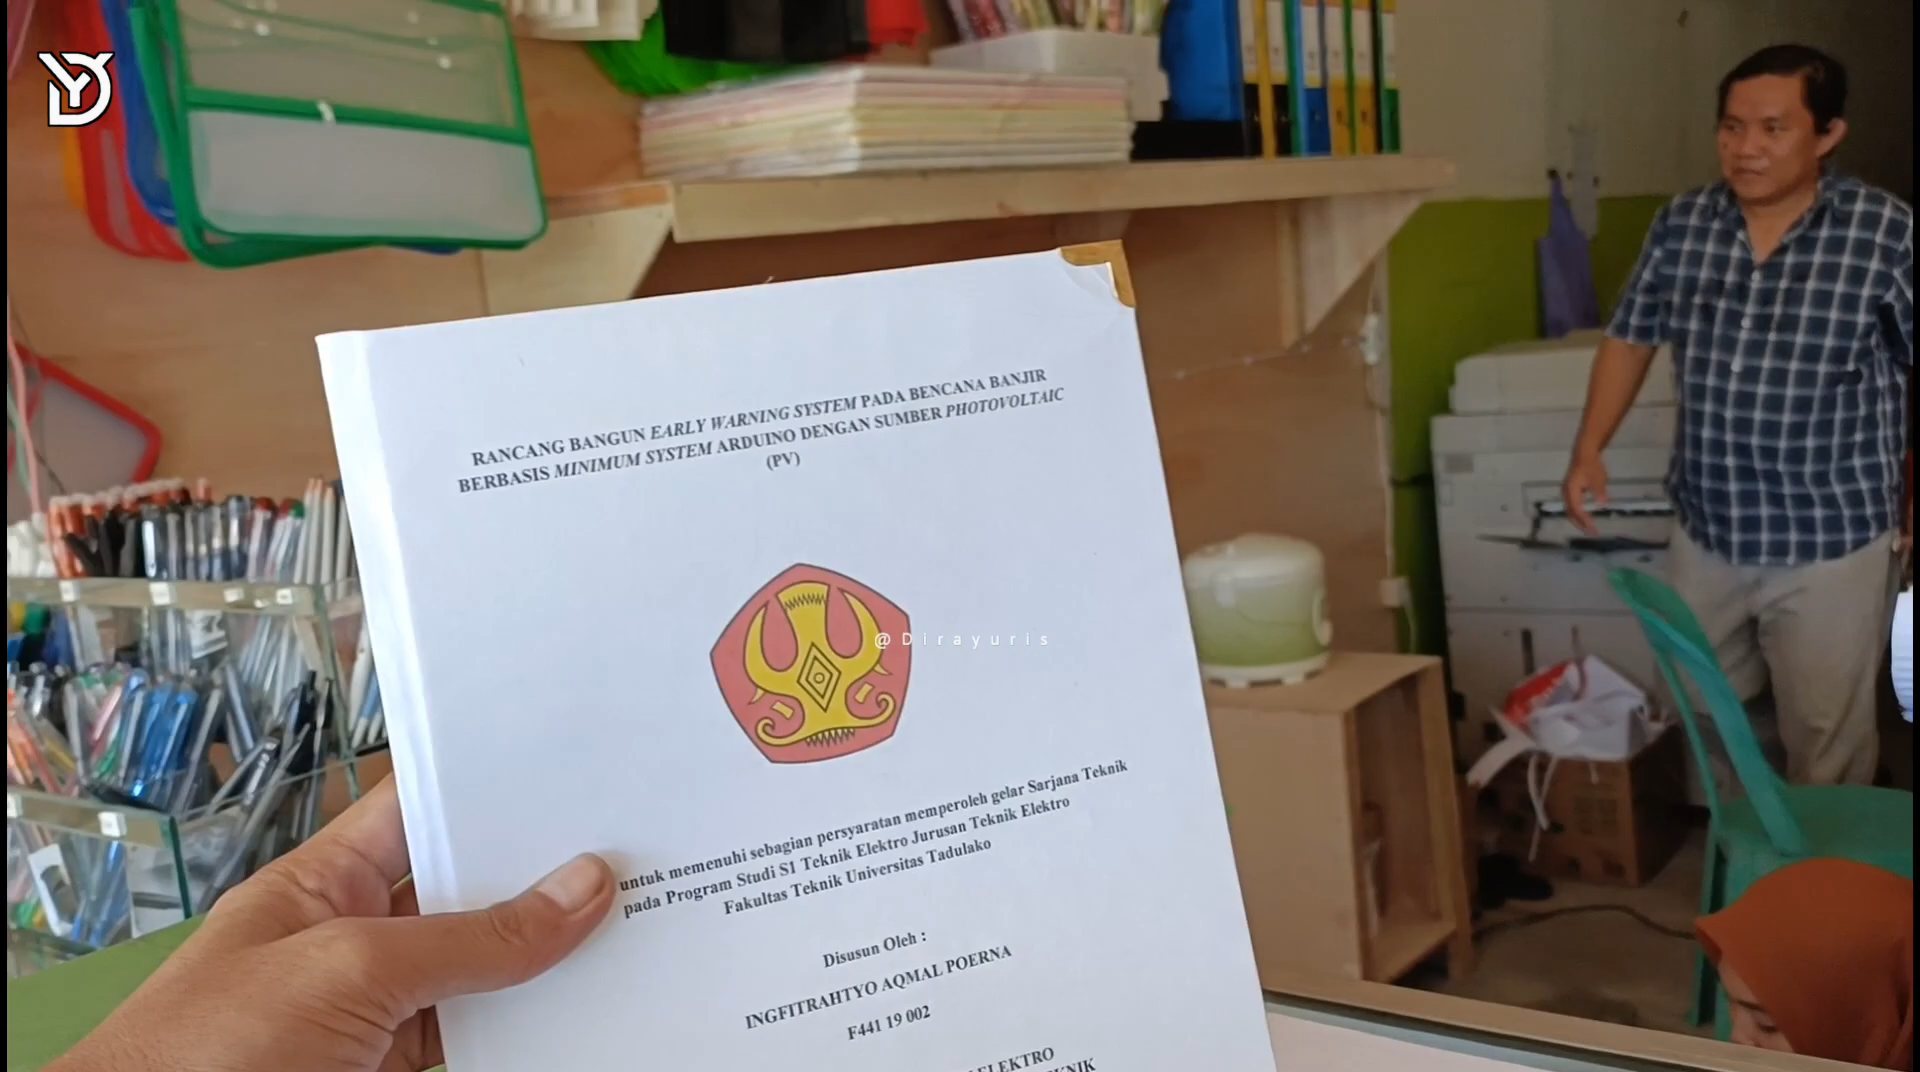 RANCANG BANGUN EARLY WARNING SYSTEM PADA BENCANA BANJIR
BERBASIS MINIMUM SYSTEM ARDUINO DENGAN SUMBER PHOTOVOLTAIC
(PV)
@Dirayuris
untuk memenuhi sebagian persyaratan memperoleh gelar Sarjana Teknik
pada Program Studi S1 Teknik Elektro Jurusan Teknik Elektro
Fakultas Teknik Universitas Tadulako
Disusun Oleh :
INGFITRAHTYO AQMAL POERNA
F441 19 002
ELEKTRO